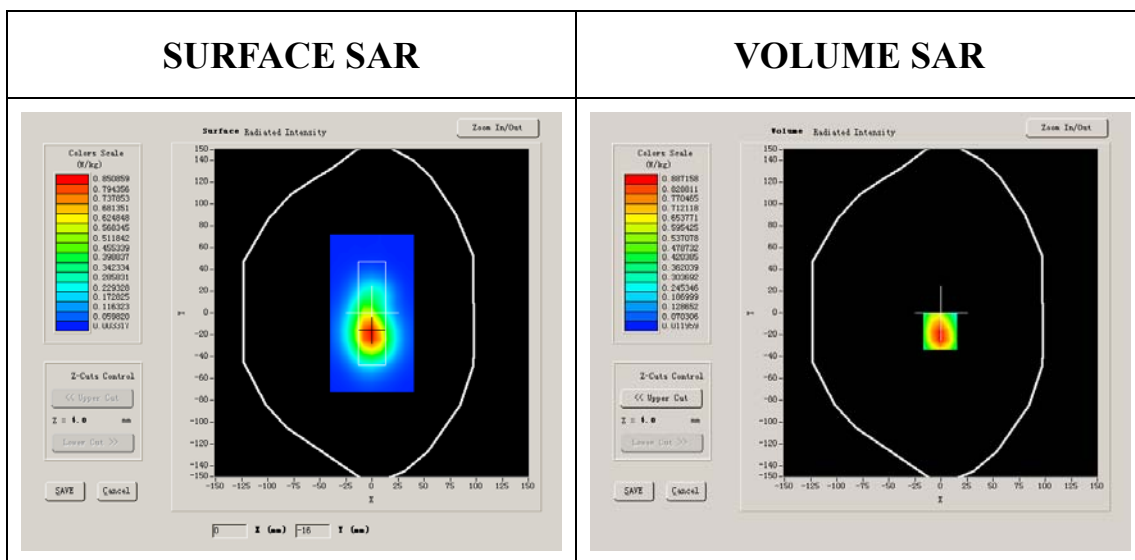 SURFACE SAR
VOLUME SAR
Surface Radiated Intensity
Zoom In/Out
Colors Scale
(W/kg)
0.850859
0.794356
0.737853
0.681351
0.624848
0.568345
0.511842
0.455339
0.398837
0.342334
0.285831
0.229328
0.172825
0.116323
0.059820
0.003317
150
120
100
80
60
40
20
0
-20
-40
-60
-80
-100
-120
-140
-150
Y
-150 -125 -100 -75 -50 -25 0 25 50 75 100 125 150
X
Z-Cuts Control
<< Upper Cut
Z = 4.0 mm
Lower Cut >>
SAVE Cancel
0 X (mm) -16 Y (mm)
Volume Radiated Intensity
Zoom In/Out
Colors Scale
(W/kg)
0.887158
0.828811
0.770465
0.712118
0.653771
0.595425
0.537078
0.478732
0.420385
0.362039
0.303692
0.245346
0.186999
0.128652
0.070306
0.011959
150
120
100
80
60
40
20
0
-20
-40
-60
-80
-100
-120
-140
-150
Y
-150 -125 -100 -75 -50 -25 0 25 50 75 100 125 150
X
Z-Cuts Control
<< Upper Cut
Z = 4.0 mm
Lower Cut >>
SAVE Cancel